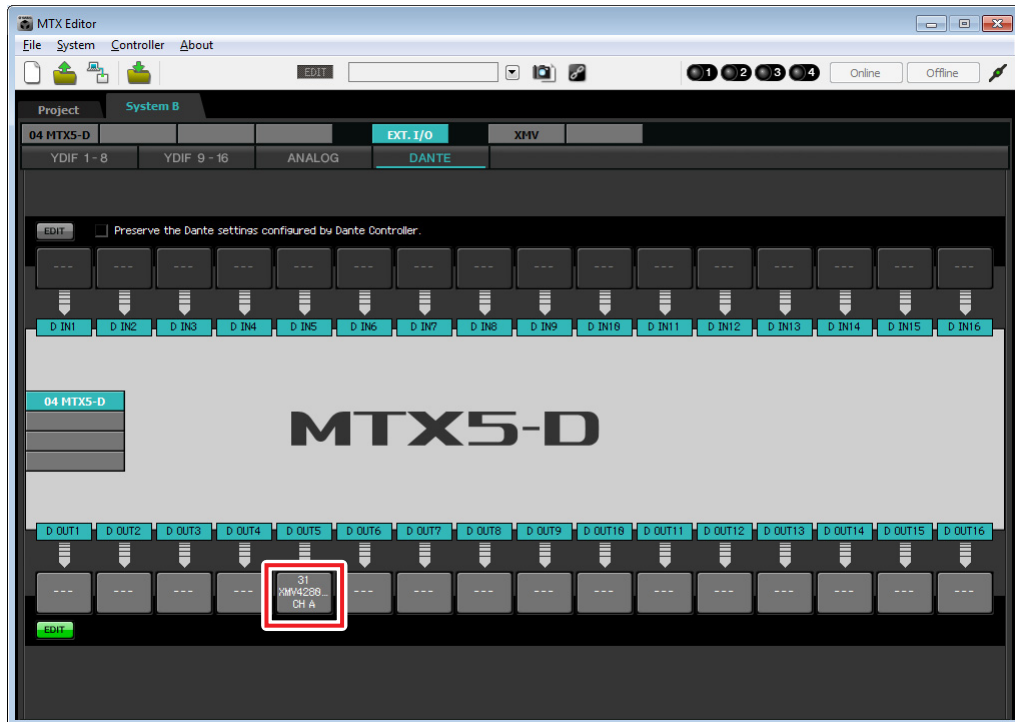 MTX Editor
File System Controller About
EDIT 1 2 3 4 Online Offline
Project System B
04 MTX5-D EXT. I/O XMV
YDIF 1 - 8 YDIF 9 - 16 ANALOG DANTE
EDIT Preserve the Dante settings configured by Dante Controller.
--- --- --- --- --- --- --- --- --- --- --- --- --- --- --- ---
D IN1 D IN2 D IN3 D IN4 D IN5 D IN6 D IN7 D IN8 D IN9 D IN10 D IN11 D IN12 D IN13 D IN14 D IN15 D IN16
04 MTX5-D
MTX5-D
D OUT1 D OUT2 D OUT3 D OUT4 D OUT5 D OUT6 D OUT7 D OUT8 D OUT9 D OUT10 D OUT11 D OUT12 D OUT13 D OUT14 D OUT15 D OUT16
31
--- --- --- --- XMV4280... --- --- --- --- --- --- --- --- --- --- ---
CH A
EDIT